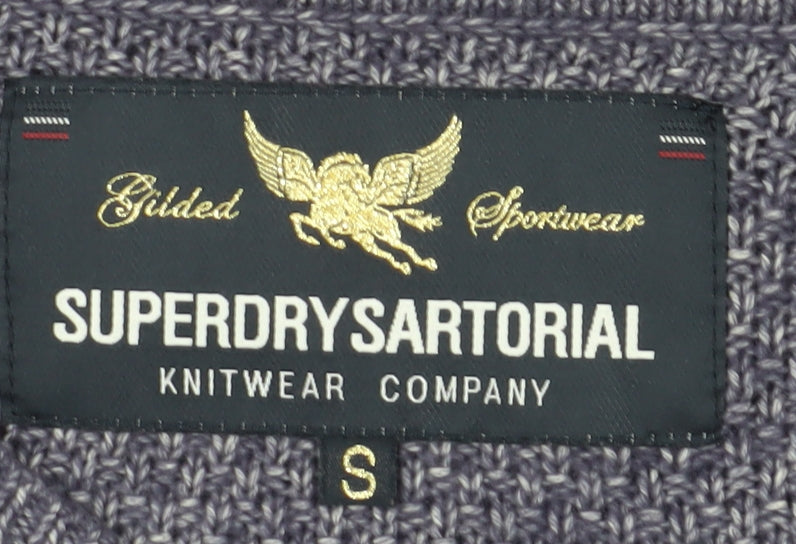 Gilded Sportwear
SUPERDRYSARTORIAL
KNITWEAR COMPANY
S